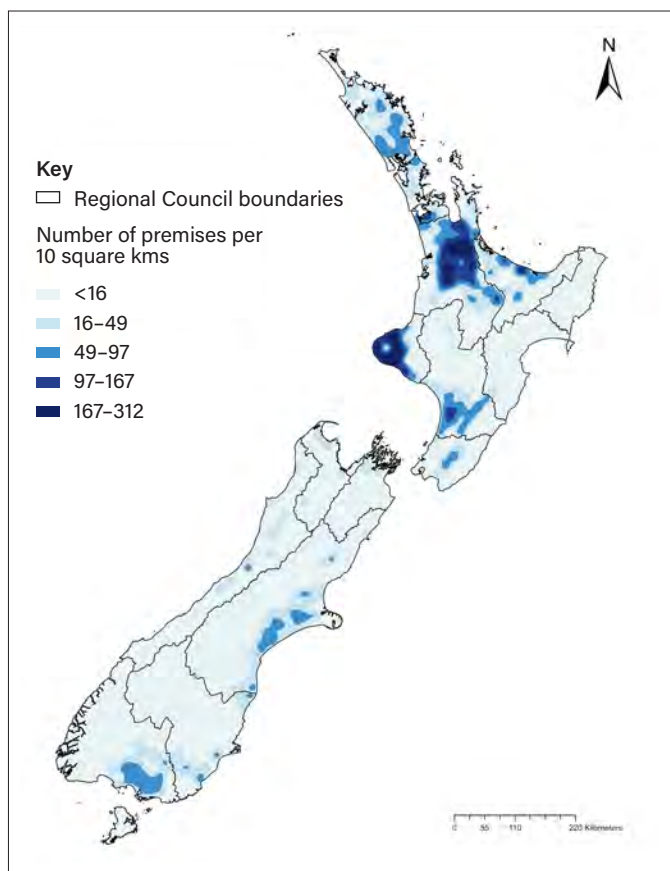 N
Key
Regional Council boundaries
Number of premises per
10 square kms
<16
16–49
49–97
97–167
167–312
0 55 110 220 Kilometers